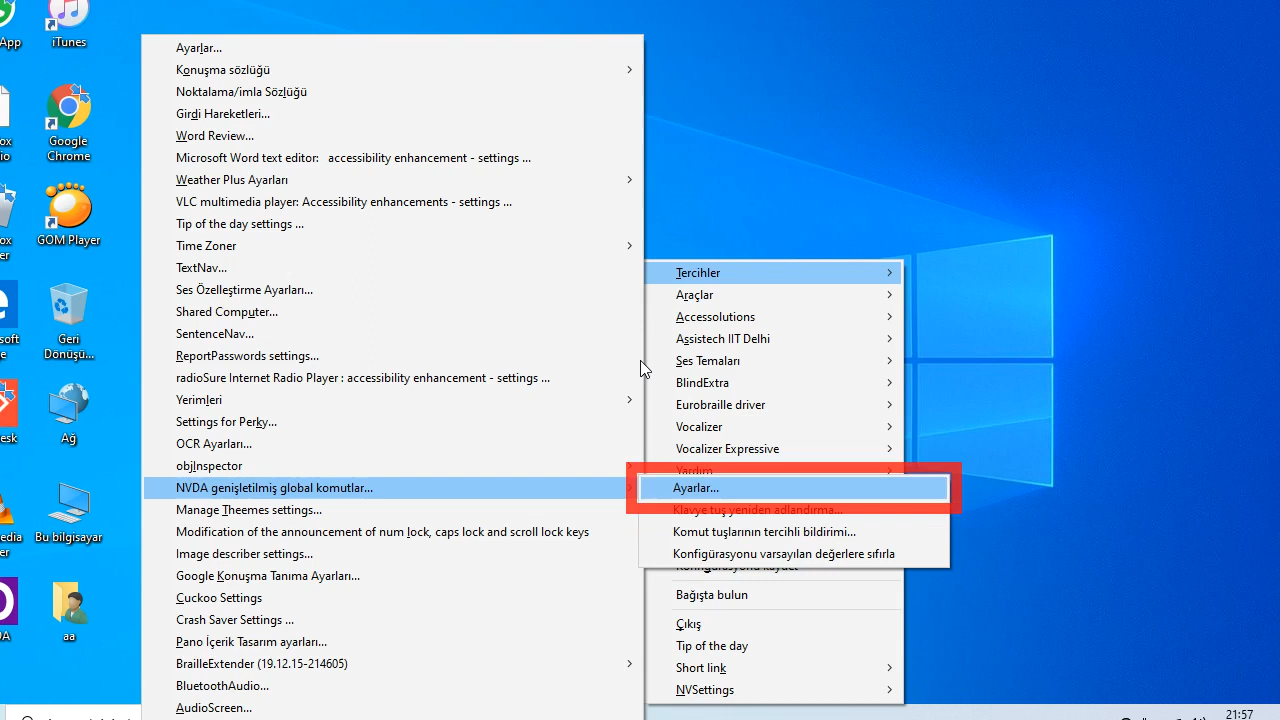 App
iTunes
Google
Chrome
GOM Player
Geri
Dönüşü...
Ağ
Bu bilgisayar
aa
Ayarlar...
Konuşma sözlüğü
Noktalama/imla Sözlüğü
Girdi Hareketleri...
Word Review...
Microsoft Word text editor: accessibility enhancement - settings ...
Weather Plus Ayarları
VLC multimedia player: Accessibility enhancements - settings ...
Tip of the day settings ...
Time Zoner
TextNav...
Ses Özelleştirme Ayarları...
Shared Computer...
SentenceNav...
ReportPasswords settings...
radioSure Internet Radio Player : accessibility enhancement - settings ...
Yerimleri
Settings for Perky...
OCR Ayarları...
objInspector
NVDA genişletilmiş global komutlar...
Manage Theemes settings...
Modification of the announcement of num lock, caps lock and scroll lock keys
Image describer settings...
Google Konuşma Tanıma Ayarları...
Cuckoo Settings
Crash Saver Settings ...
Pano İçerik Tasarım ayarları...
BrailleExtender (19.12.15-214605)
BluetoothAudio...
AudioScreen...
Tercihler
Araçlar
Accessolutions
Assistech IIT Delhi
Ses Temaları
BlindExtra
Eurobraille driver
Vocalizer
Vocalizer Expressive
Yardım
Ayarlar...
Klavye tuş yeniden adlandırma...
Komut tuşlarının tercihli bildirimi...
Konfigürasyonu varsayılan değerlere sıfırla
Konfigürasyonu kaydet
Bağışta bulun
Çıkış
Tip of the day
Short link
NVSettings
21:57